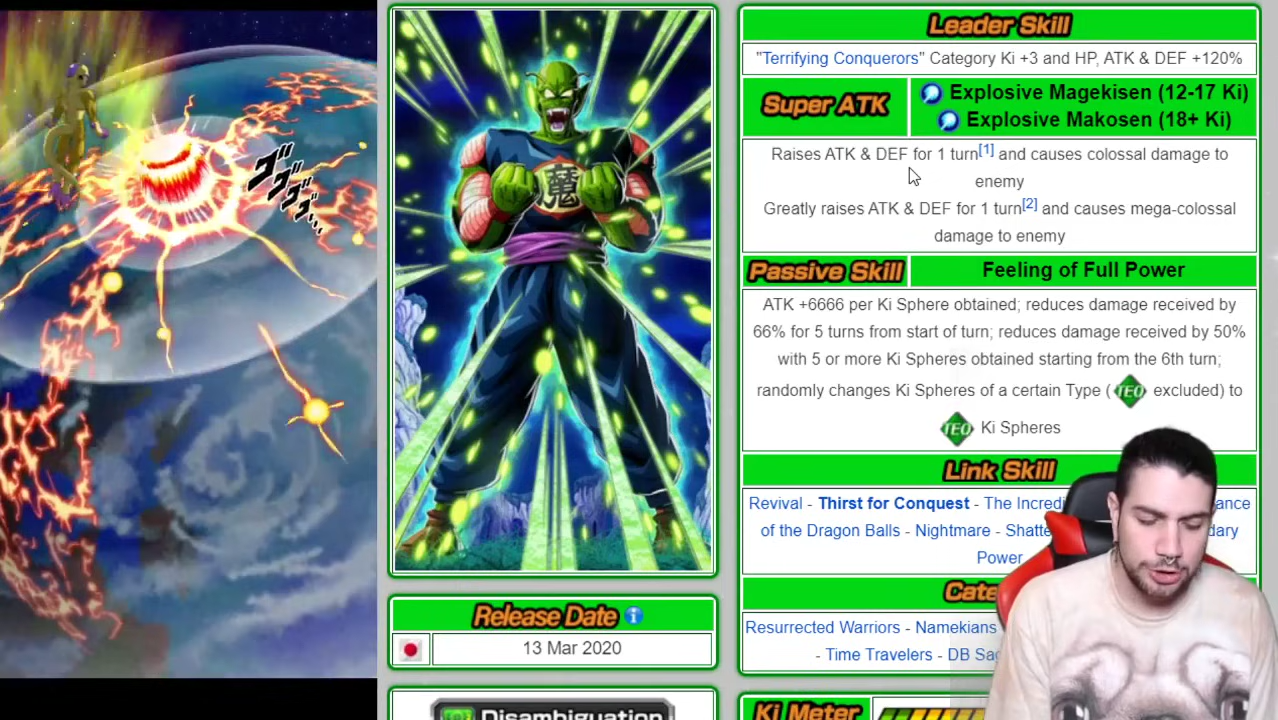 Leader Skill
"Terrifying Conquerors" Category Ki +3 and HP, ATK & DEF +120%
Super ATK
Explosive Magekisen (12-17 Ki)
Explosive Makosen (18+ Ki)
Raises ATK & DEF for 1 turn[1] and causes colossal damage to
enemy
Greatly raises ATK & DEF for 1 turn[2] and causes mega-colossal
damage to enemy
Passive Skill
Feeling of Full Power
ATK +6666 per Ki Sphere obtained; reduces damage received by
66% for 5 turns from start of turn; reduces damage received by 50%
with 5 or more Ki Spheres obtained starting from the 6th turn;
randomly changes Ki Spheres of a certain Type (TEQ excluded) to
TEQ Ki Spheres
Link Skill
Revival - Thirst for Conquest - The
of the Dragon Balls - Nightmare -
Power
Resurrected Warriors - Namekians
- Time Travelers - DB
Ki Meter
魔
グググ...
Release Date
13 Mar 2020
Disambiguation